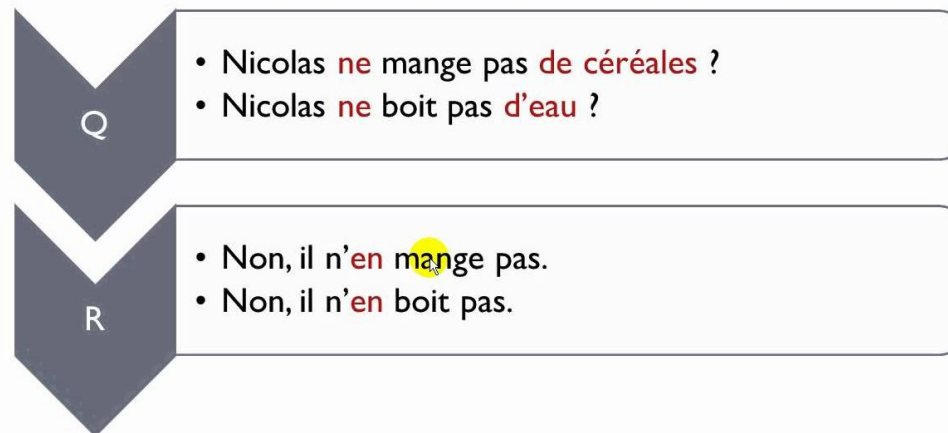 Q
• Nicolas ne mange pas de céréales ?
• Nicolas ne boit pas d’eau ?
R
• Non, il n’en mange pas.
• Non, il n’en boit pas.